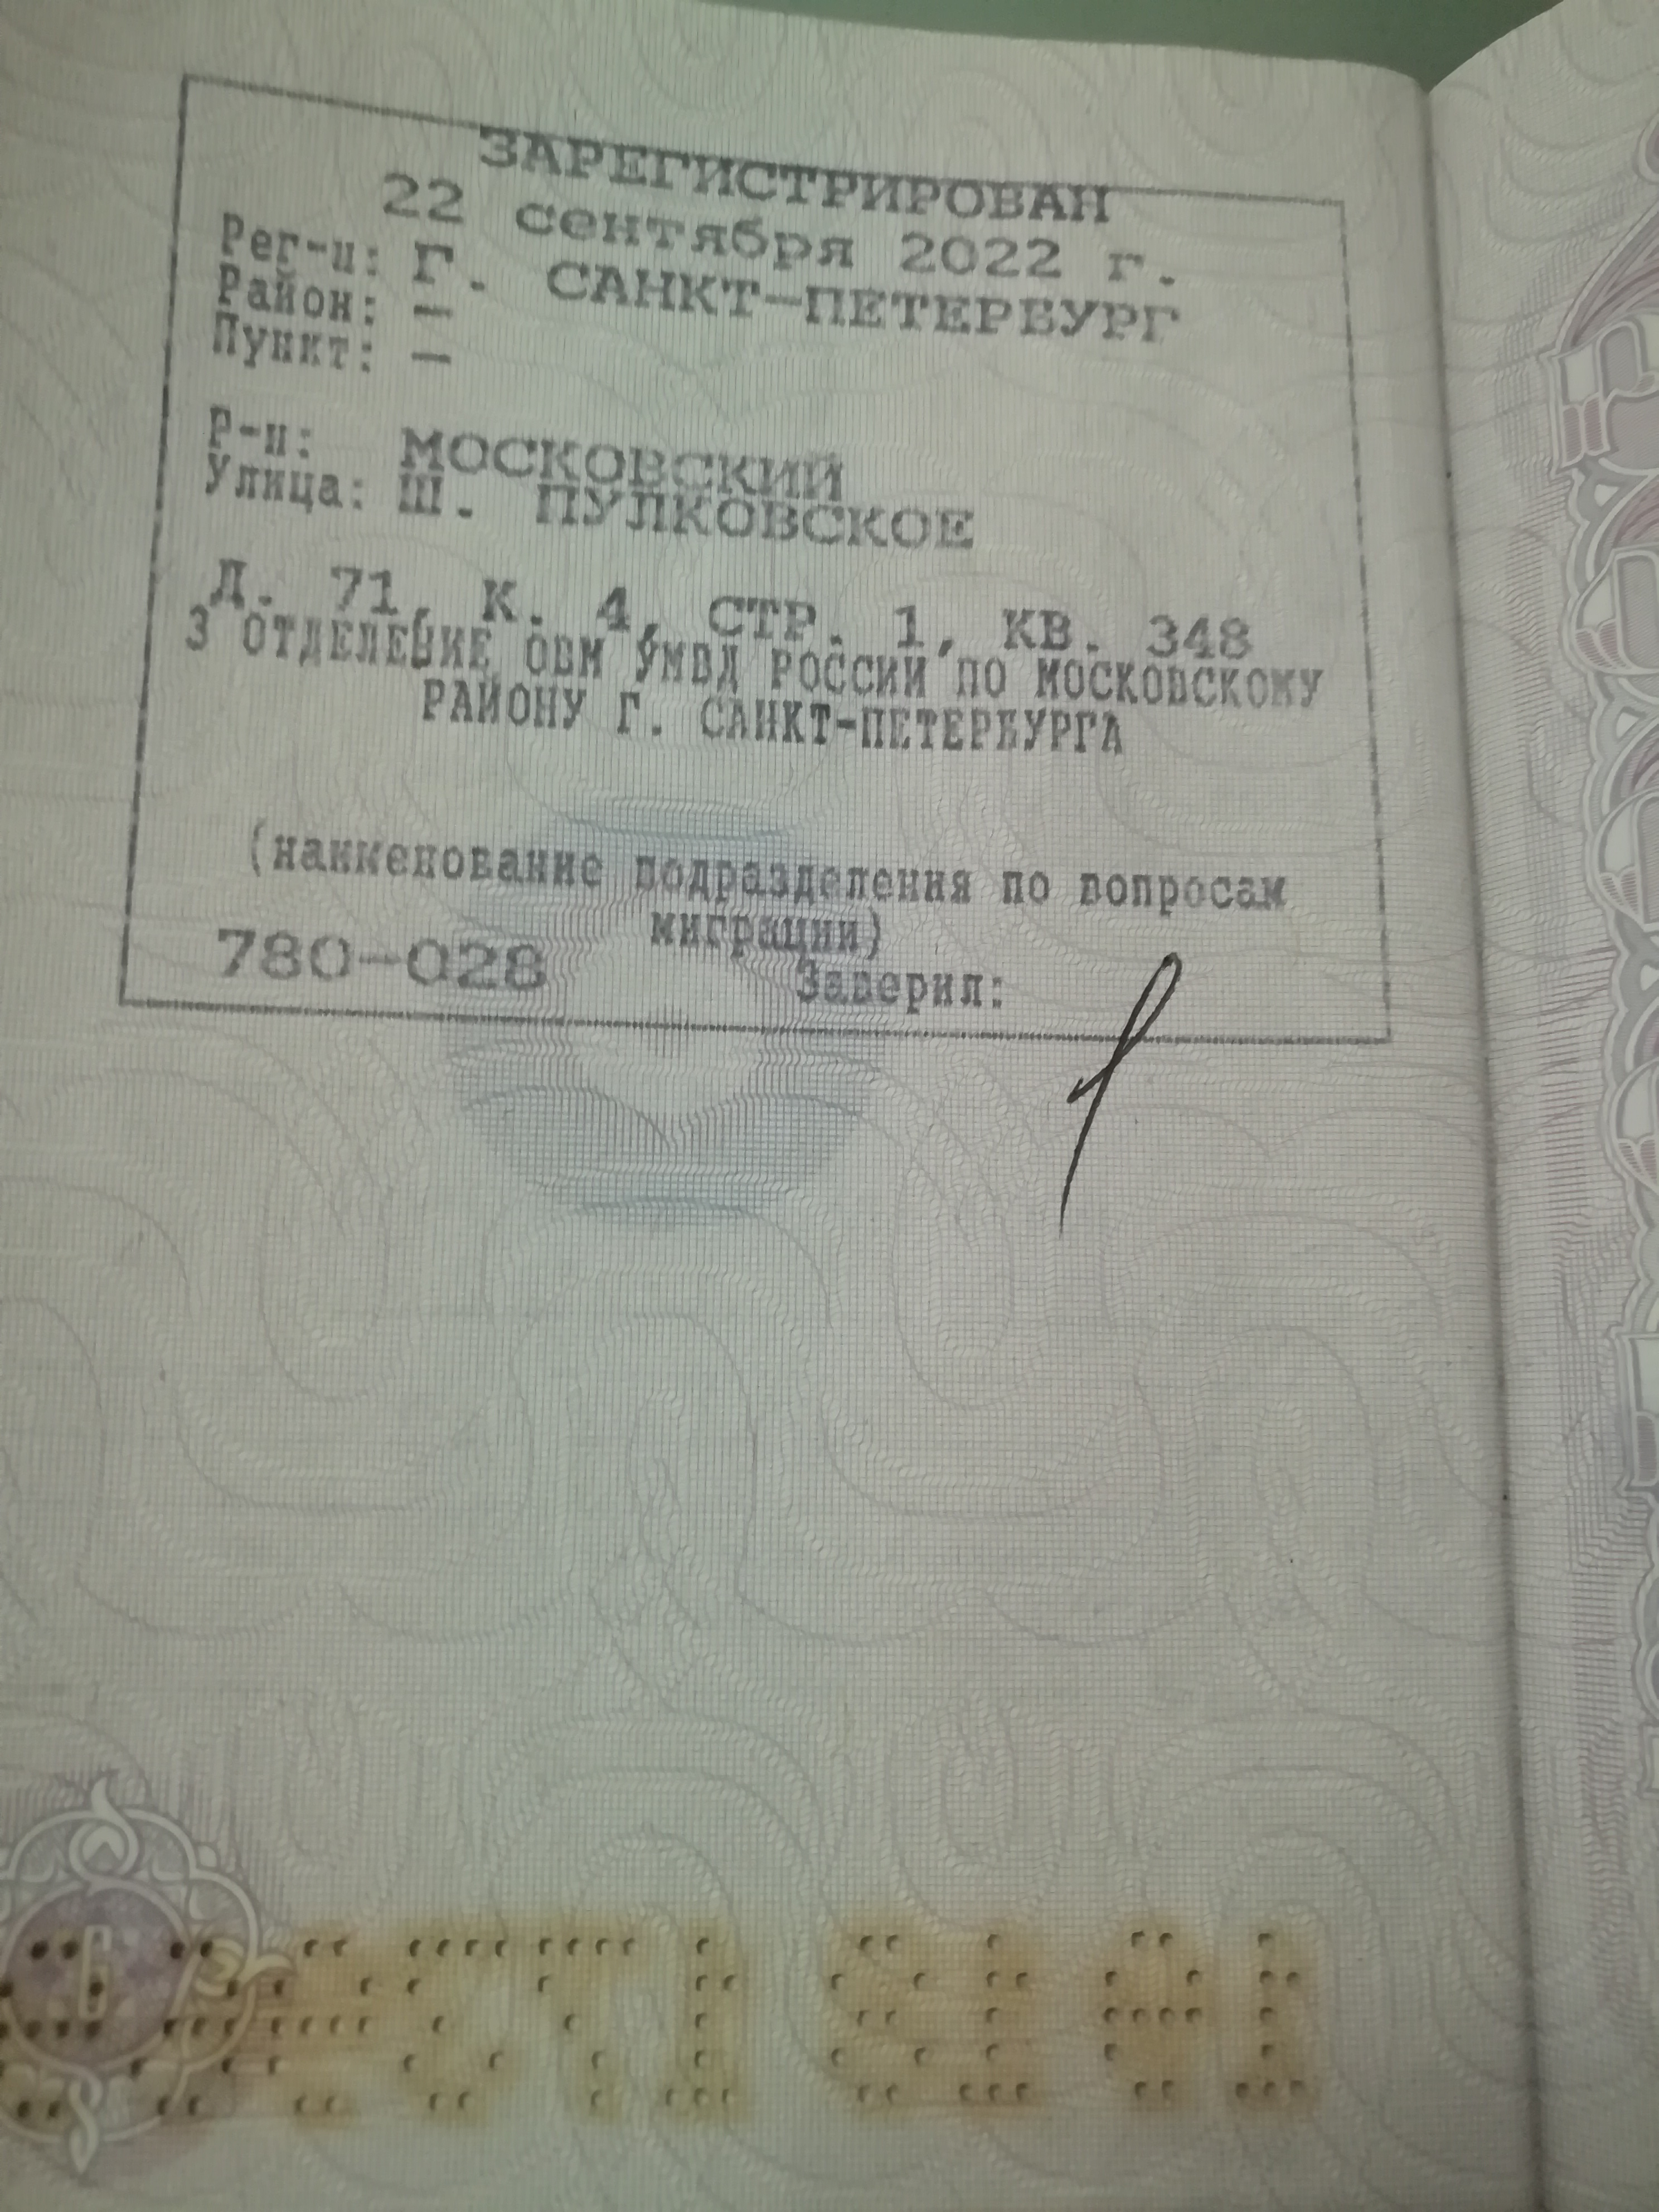 ЗАРЕГИСТРИРОВАН
22 сентября 2022 г.
Рег-н: Г. САНКТ-ПЕТЕРБУРГ
Район: —
Пункт: —
Р-н: МОСКОВСКИЙ
Улица: Ш. ПУЛКОВСКОЕ
Д. 71, К. 4, СТР. 1, КВ. 348
3 ОТДЕЛЕНИЕ ОВМ УМВД РОССИИ ПО МОСКОВСКОМУ
РАЙОНУ Г. САНКТ-ПЕТЕРБУРГА
(наименование подразделения по вопросам
миграции)
780-028
Заверил: